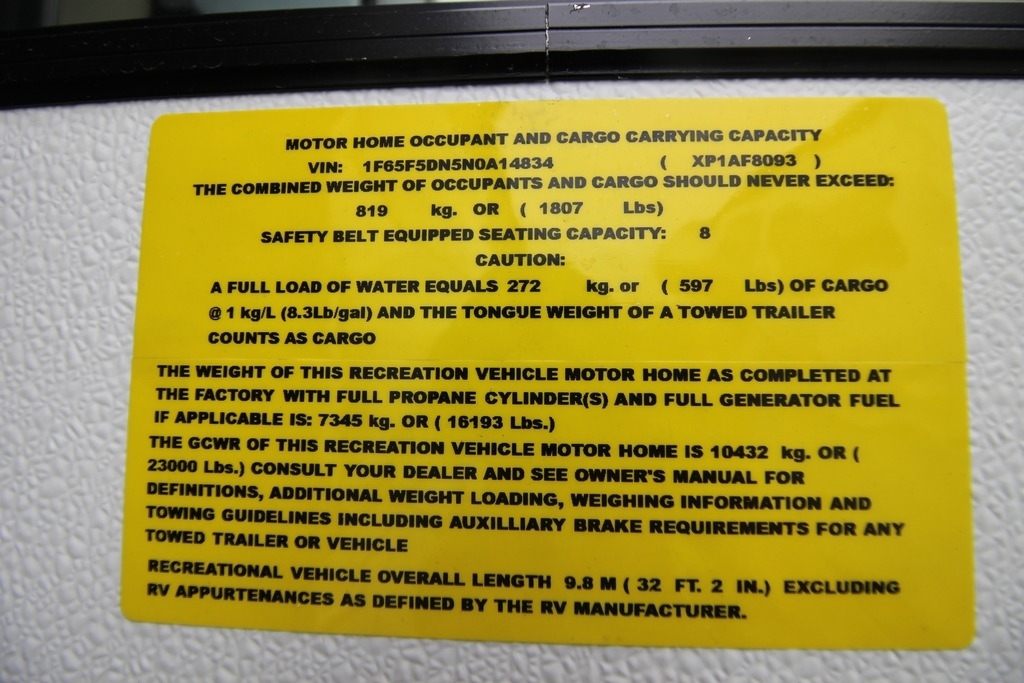 MOTOR HOME OCCUPANT AND CARGO CARRYING CAPACITY
VIN: 1F65F5DN5N0A14834 ( XP1AF8093 )
THE COMBINED WEIGHT OF OCCUPANTS AND CARGO SHOULD NEVER EXCEED:
819 kg. OR ( 1807 Lbs)
SAFETY BELT EQUIPPED SEATING CAPACITY: 8
CAUTION:
A FULL LOAD OF WATER EQUALS 272 kg. or ( 597 Lbs) OF CARGO
@ 1 kg/L (8.3Lb/gal) AND THE TONGUE WEIGHT OF A TOWED TRAILER
COUNTS AS CARGO
THE WEIGHT OF THIS RECREATION VEHICLE MOTOR HOME AS COMPLETED AT
THE FACTORY WITH FULL PROPANE CYLINDER(S) AND FULL GENERATOR FUEL
IF APPLICABLE IS: 7345 kg. OR ( 16193 Lbs.)
THE GCWR OF THIS RECREATION VEHICLE MOTOR HOME IS 10432 kg. OR (
23000 Lbs.) CONSULT YOUR DEALER AND SEE OWNER'S MANUAL FOR
DEFINITIONS, ADDITIONAL WEIGHT LOADING, WEIGHING INFORMATION AND
TOWING GUIDELINES INCLUDING AUXILLIARY BRAKE REQUIREMENTS FOR ANY
TOWED TRAILER OR VEHICLE
RECREATIONAL VEHICLE OVERALL LENGTH 9.8 M ( 32 FT. 2 IN.) EXCLUDING
RV APPURTENANCES AS DEFINED BY THE RV MANUFACTURER.